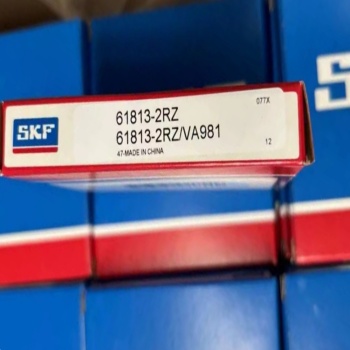 077X
SKF
61813-2RZ
61813-2RZ/VA981
47-MADE IN CHINA
12
S